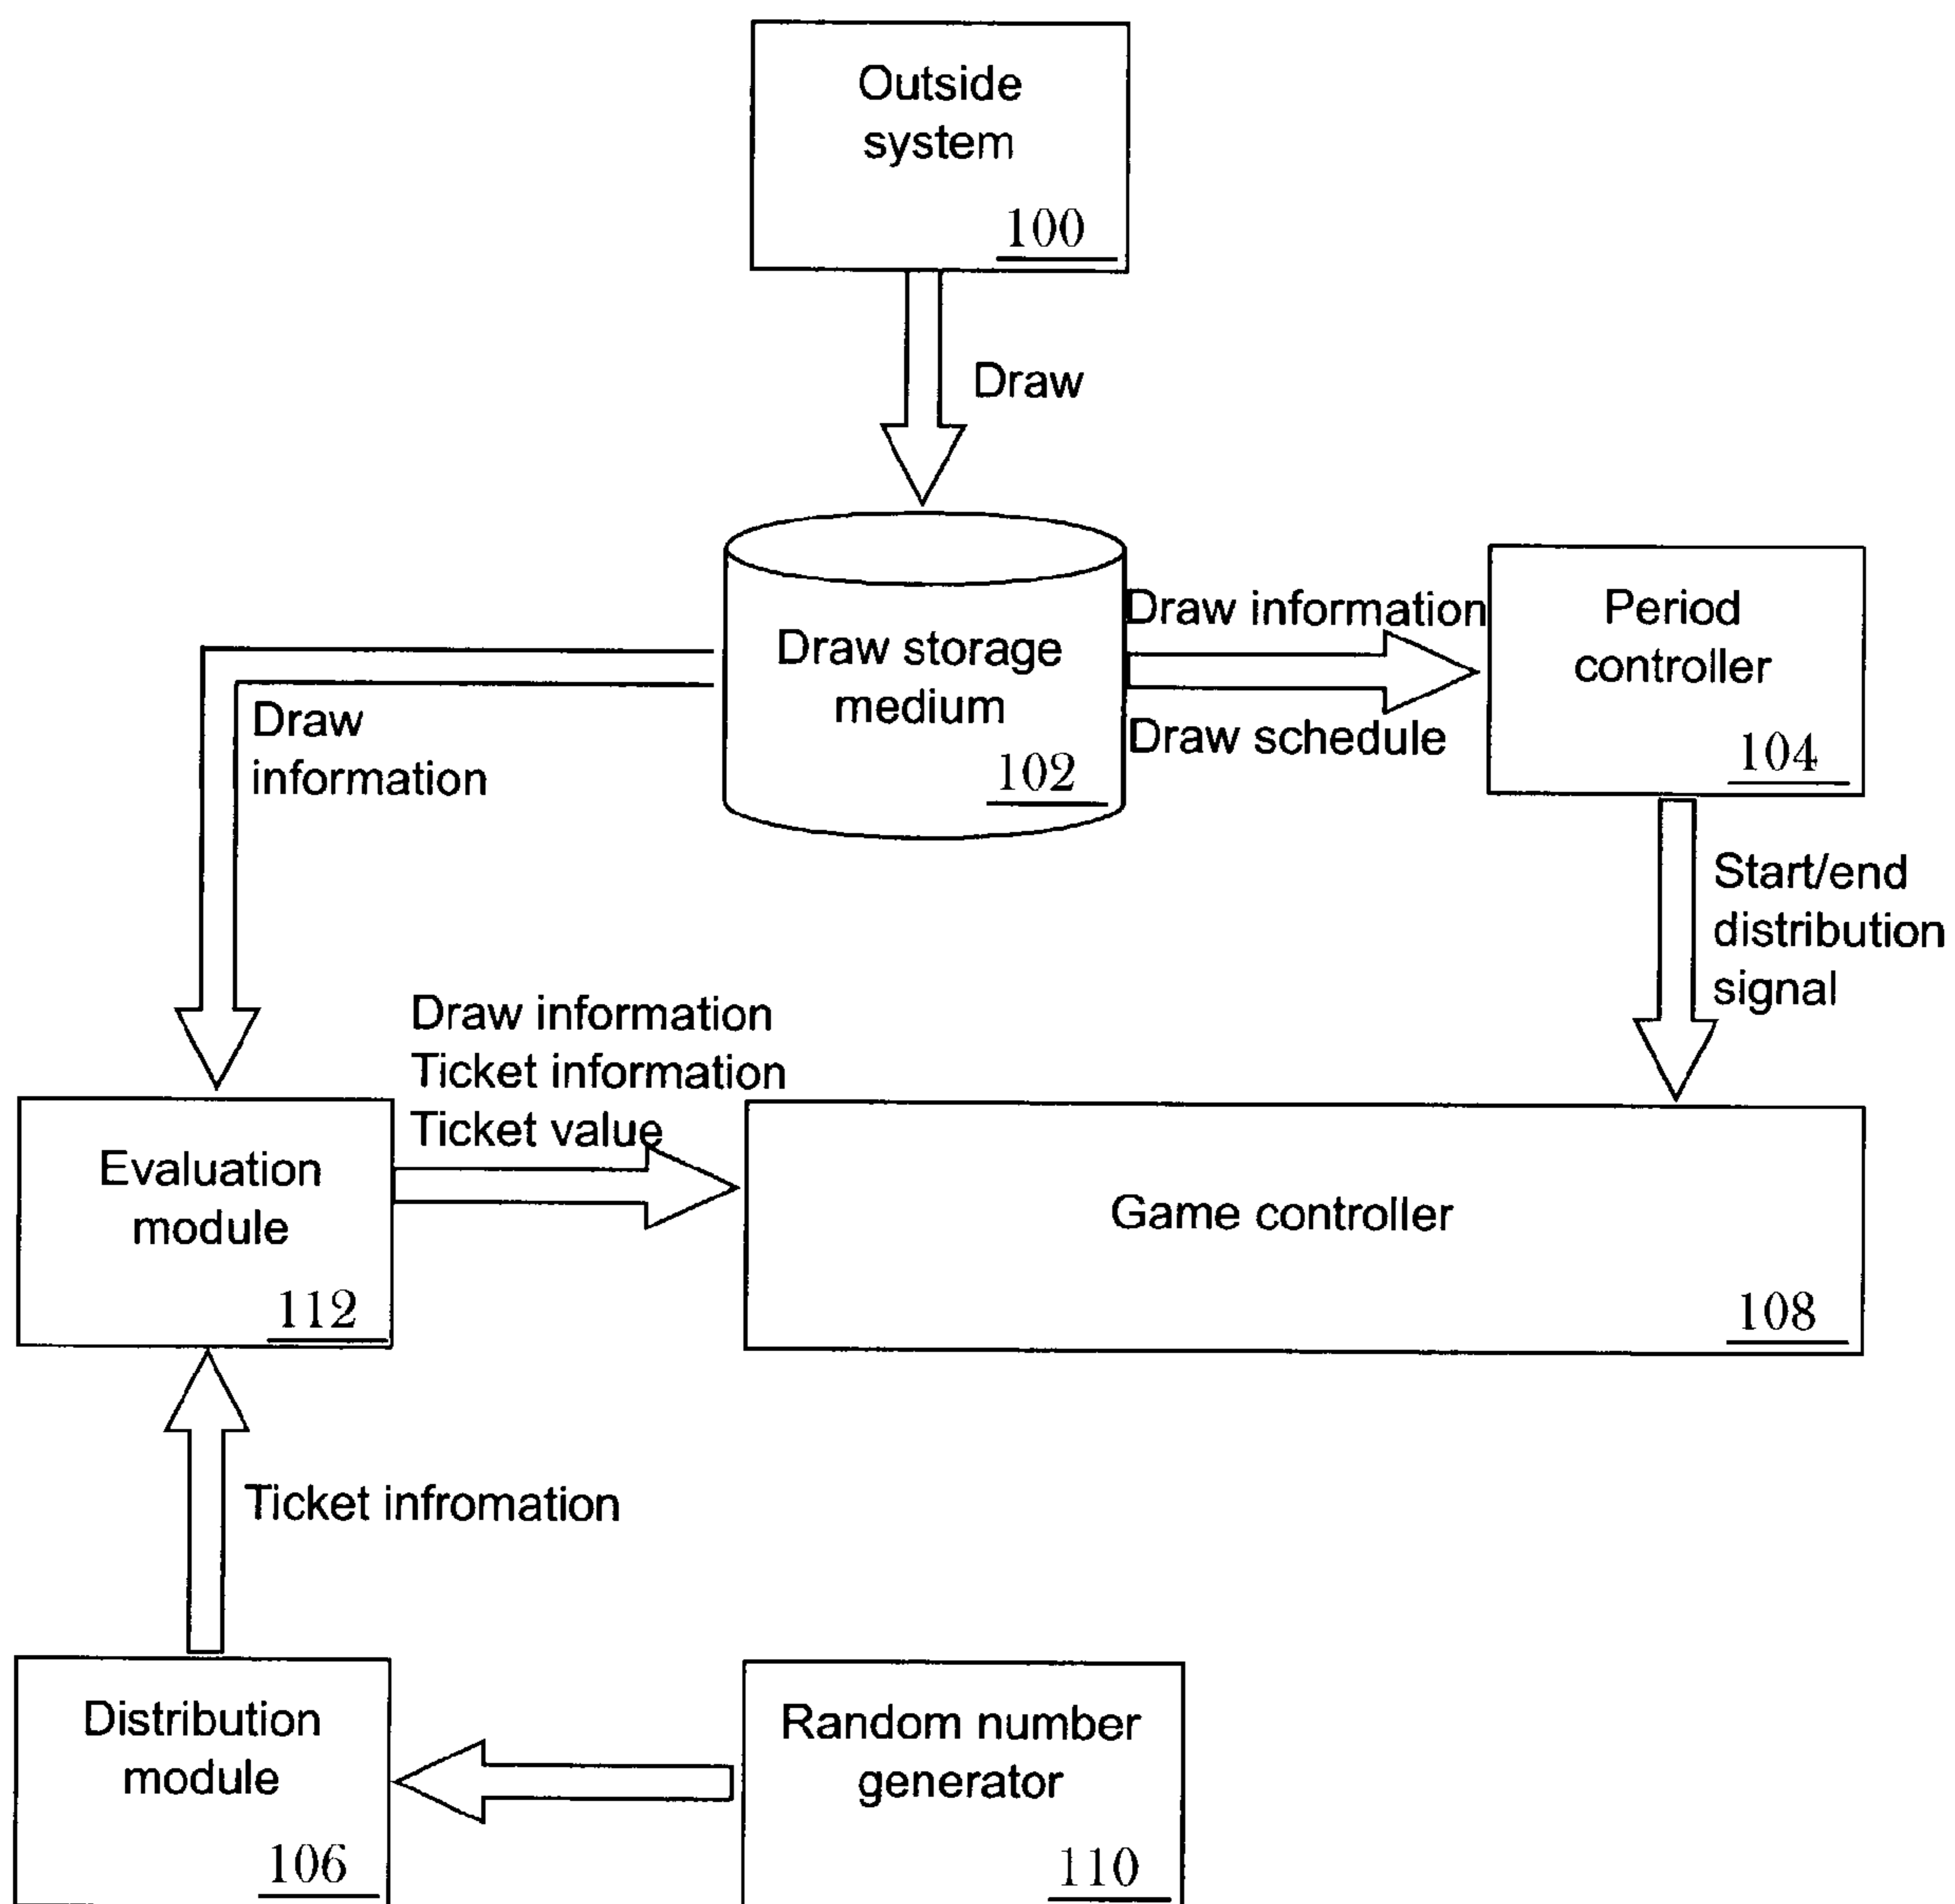 Outside
system
100
Draw
Draw storage
medium
102
Draw information
Draw schedule
Period
controller
104
Draw
information
Start/end
distribution
signal
Draw information
Ticket information
Ticket value
Evaluation
module
112
Game controller
108
Ticket infromation
Distribution
module
106
Random number
generator
110